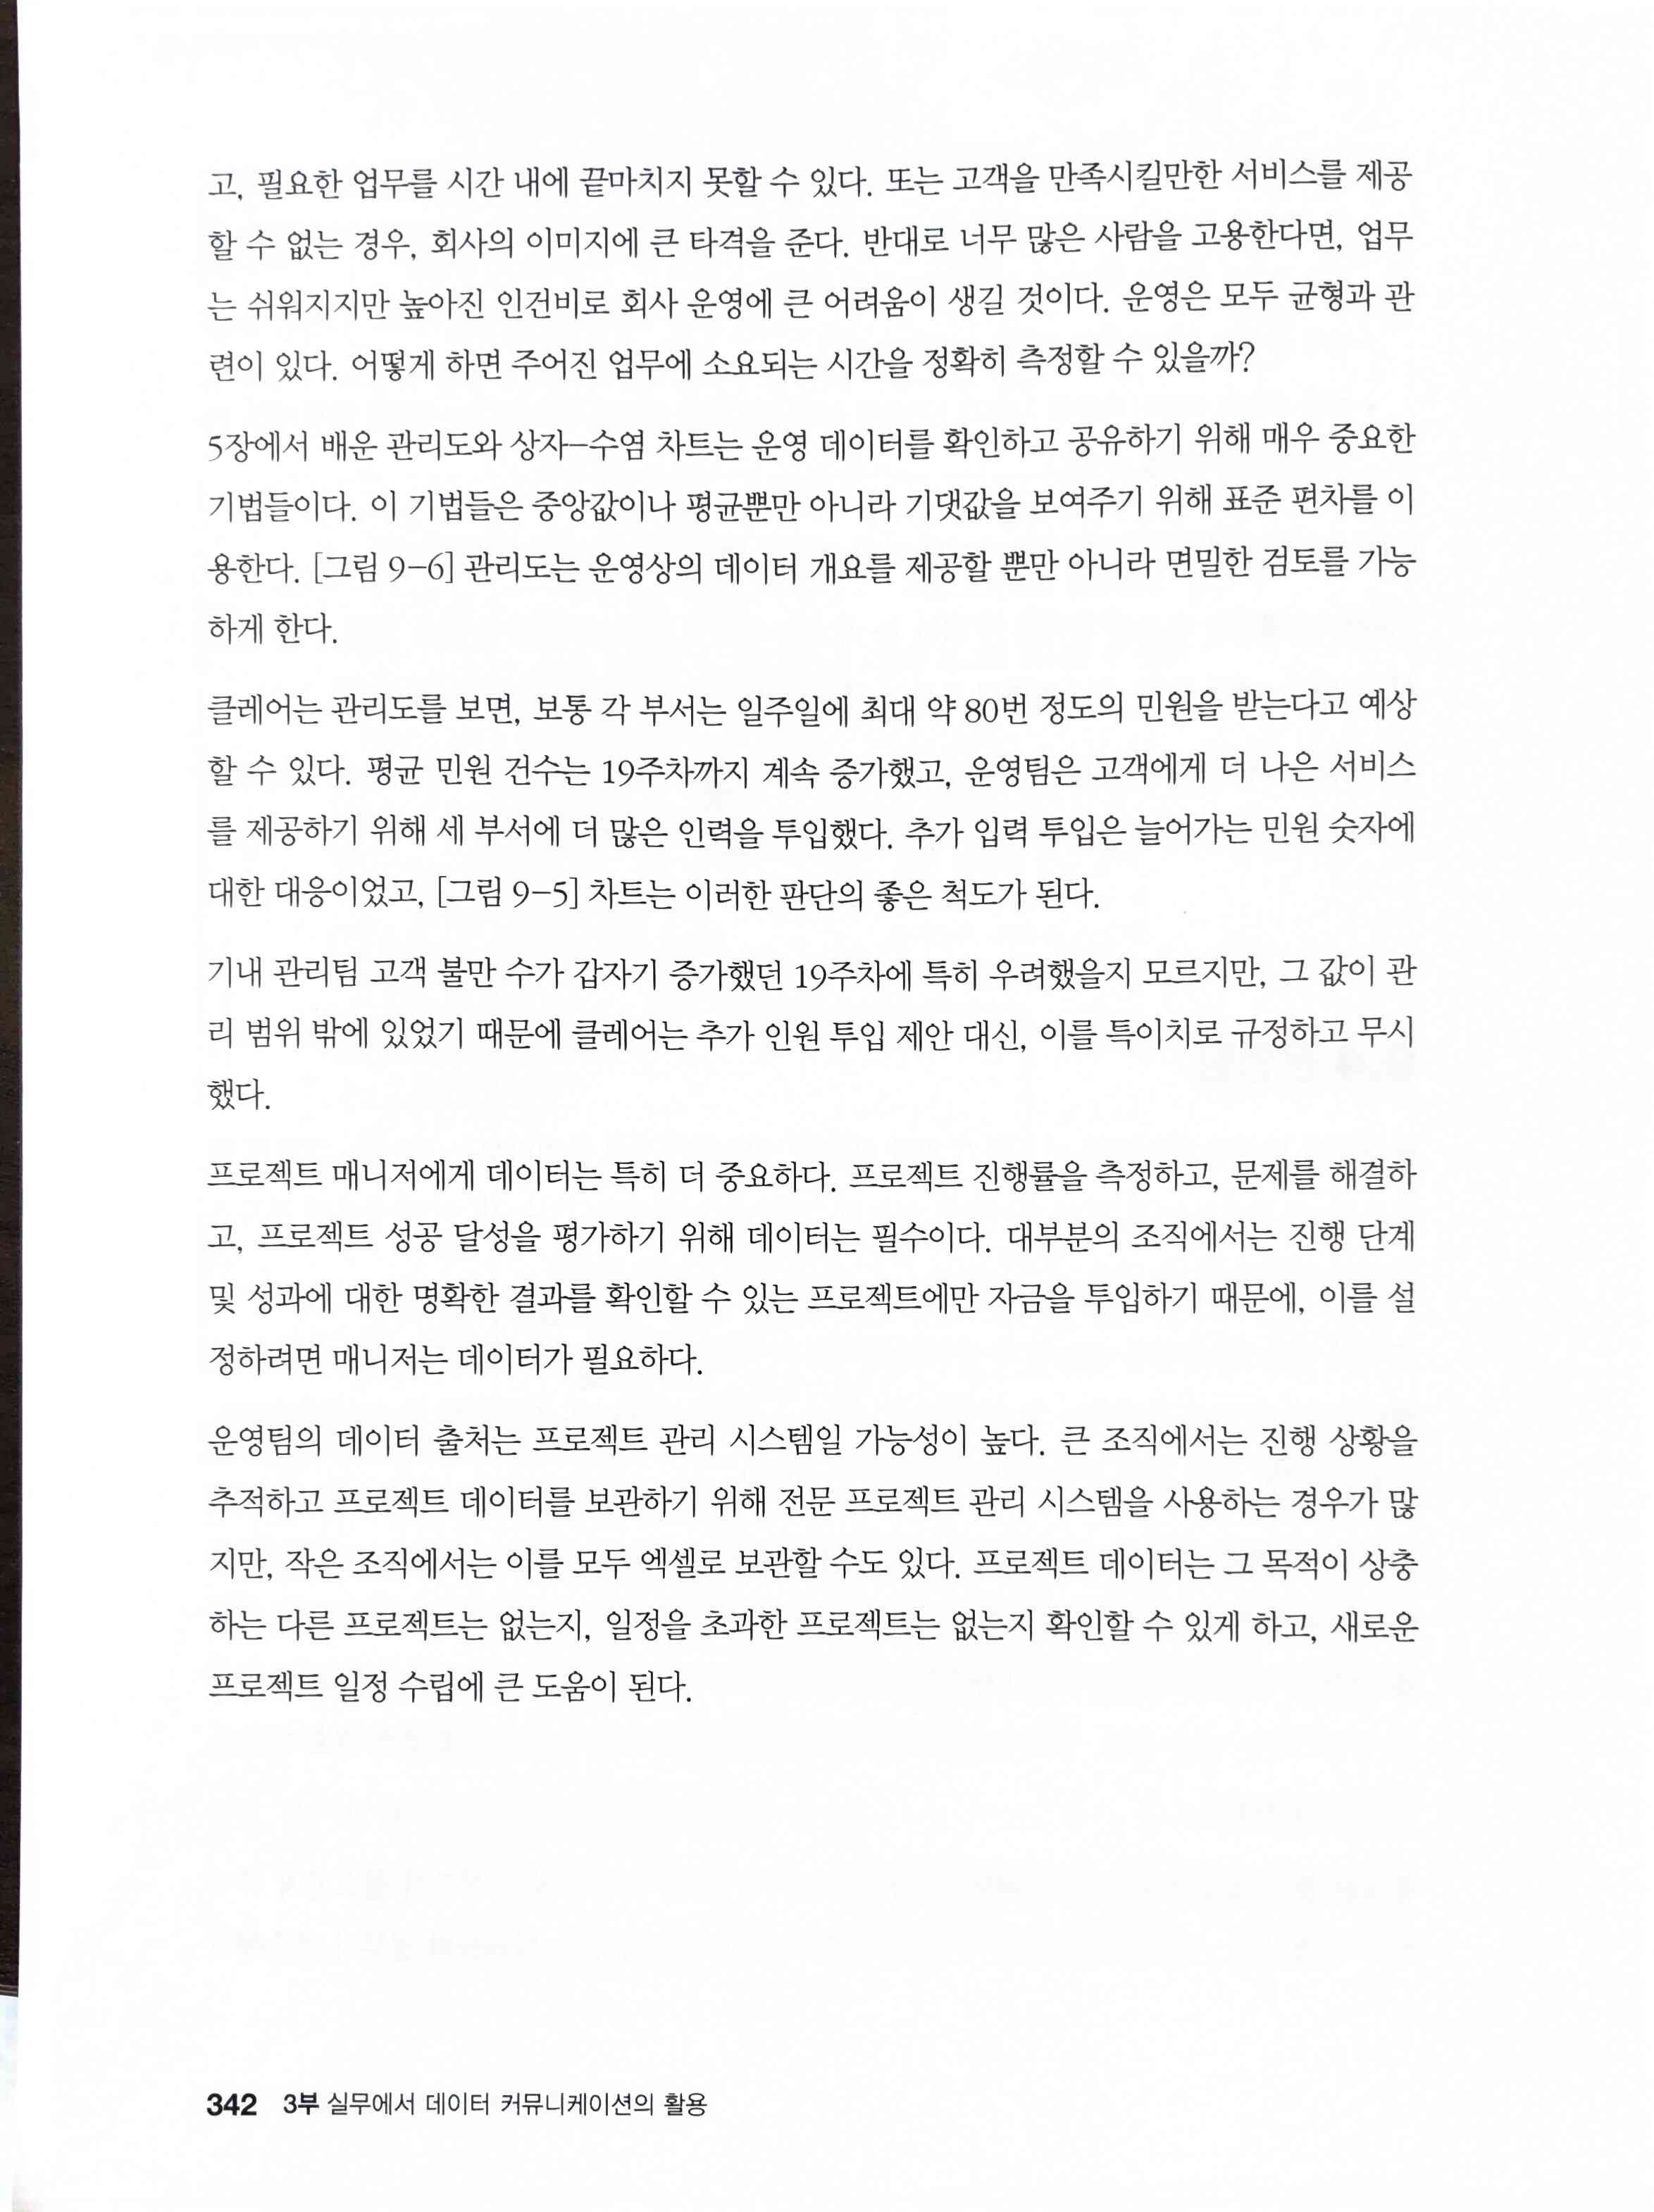 고, 필요한 업무를 시간 내에 끝마치지 못할 수 있다. 또는 고객을 만족시킬만한 서비스를 제공
할 수 없는 경우, 회사의 이미지에 큰 타격을 준다. 반대로 너무 많은 사람을 고용한다면, 업무
는 쉬워지지만 높아진 인건비로 회사 운영에 큰 어려움이 생길 것이다. 운영은 모두 균형과 관
련이 있다. 어떻게 하면 주어진 업무에 소요되는 시간을 정확히 측정할 수 있을까?
5장에서 배운 관리도와 상자–수염 차트는 운영 데이터를 확인하고 공유하기 위해 매우 중요한
기법들이다. 이 기법들은 중앙값이나 평균뿐만 아니라 기댓값을 보여주기 위해 표준 편차를 이
용한다. [그림 9–6] 관리도는 운영상의 데이터 개요를 제공할 뿐만 아니라 면밀한 검토를 가능
하게 한다.
클레어는 관리도를 보면, 보통 각 부서는 일주일에 최대 약 80번 정도의 민원을 받는다고 예상
할 수 있다. 평균 민원 건수는 19주차까지 계속 증가했고, 운영팀은 고객에게 더 나은 서비스
를 제공하기 위해 세 부서에 더 많은 인력을 투입했다. 추가 입력 투입은 늘어가는 민원 숫자에
대한 대응이었고, [그림 9–5] 차트는 이러한 판단의 좋은 척도가 된다.
기내 관리팀 고객 불만 수가 갑자기 증가했던 19주차에 특히 우려했을지 모르지만, 그 값이 관
리 범위 밖에 있었기 때문에 클레어는 추가 인원 투입 제안 대신, 이를 특이치로 규정하고 무시
했다.
프로젝트 매니저에게 데이터는 특히 더 중요하다. 프로젝트 진행률을 측정하고, 문제를 해결하
고, 프로젝트 성공 달성을 평가하기 위해 데이터는 필수이다. 대부분의 조직에서는 진행 단계
및 성과에 대한 명확한 결과를 확인할 수 있는 프로젝트에만 자금을 투입하기 때문에, 이를 설
정하려면 매니저는 데이터가 필요하다.
운영팀의 데이터 출처는 프로젝트 관리 시스템일 가능성이 높다. 큰 조직에서는 진행 상황을
추적하고 프로젝트 데이터를 보관하기 위해 전문 프로젝트 관리 시스템을 사용하는 경우가 많
지만, 작은 조직에서는 이를 모두 엑셀로 보관할 수도 있다. 프로젝트 데이터는 그 목적이 상충
하는 다른 프로젝트는 없는지, 일정을 초과한 프로젝트는 없는지 확인할 수 있게 하고, 새로운
프로젝트 일정 수립에 큰 도움이 된다.
342 3부 실무에서 데이터 커뮤니케이션의 활용